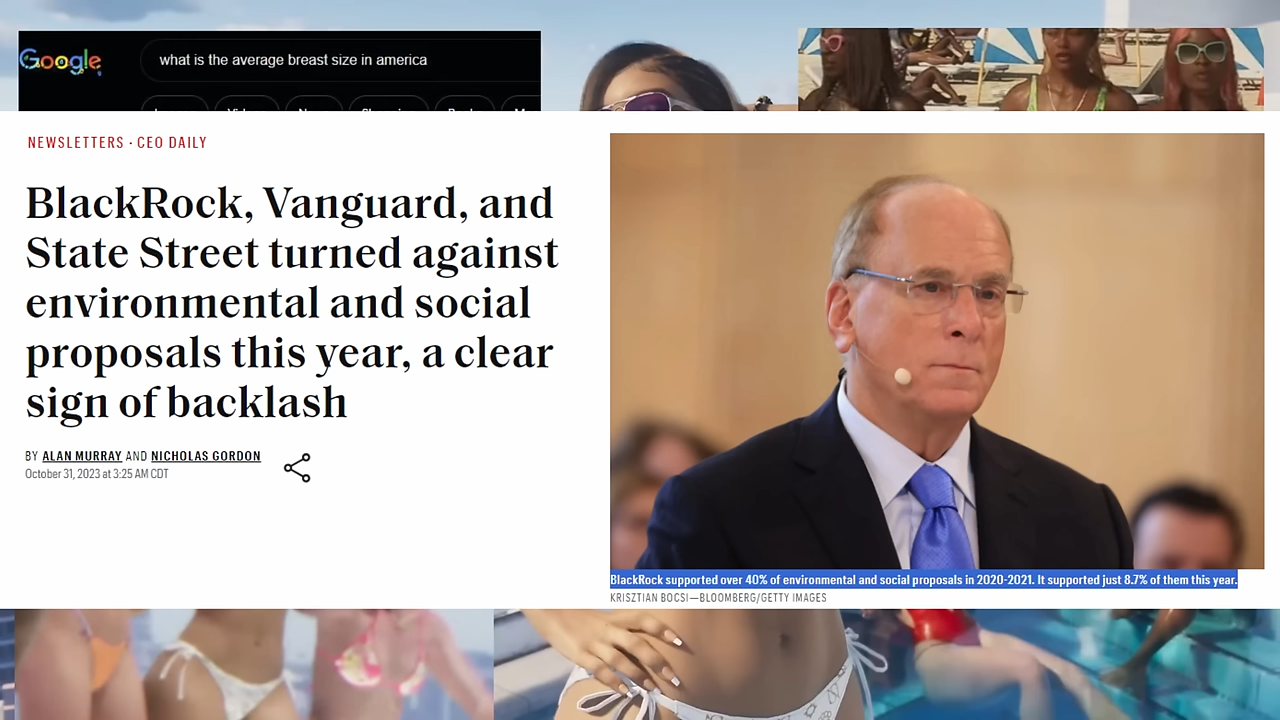 Google
what is the average breast size in america
NEWSLETTERS · CEO DAILY
BlackRock, Vanguard, and
State Street turned against
environmental and social
proposals this year, a clear
sign of backlash
BY ALAN MURRAY AND NICHOLAS GORDON
October 31, 2023 at 3:25 AM CDT
BlackRock supported over 40% of environmental and social proposals in 2020-2021. It supported just 8.7% of them this year.
KRISZTIAN BOCSI—BLOOMBERG/GETTY IMAGES